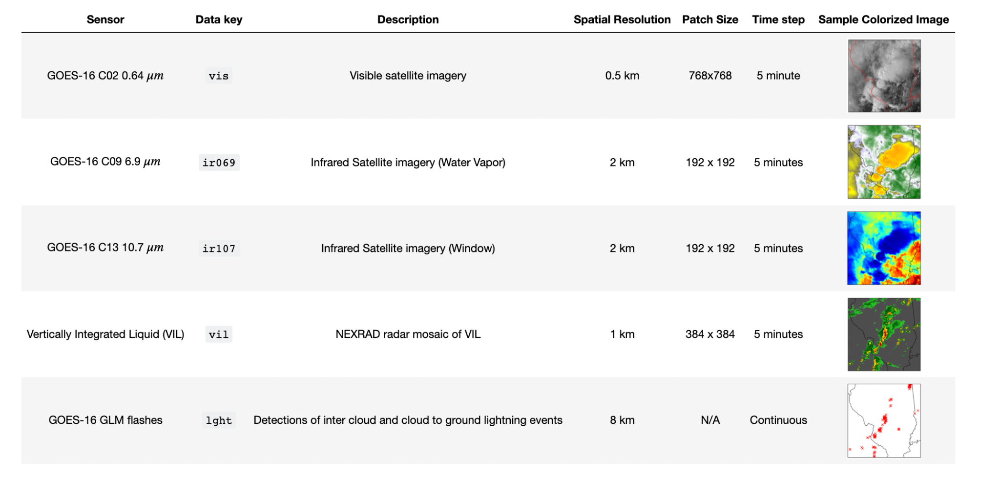 Sensor Data key Description Spatial Resolution Patch Size Time step Sample Colorized Image
GOES-16 C02 0.64 μm vis Visible satellite imagery 0.5 km 768x768 5 minute
GOES-16 C09 6.9 μm ir069 Infrared Satellite imagery (Water Vapor) 2 km 192 x 192 5 minutes
GOES-16 C13 10.7 μm ir107 Infrared Satellite imagery (Window) 2 km 192 x 192 5 minutes
Vertically Integrated Liquid (VIL) vil NEXRAD radar mosaic of VIL 1 km 384 x 384 5 minutes
GOES-16 GLM flashes lght Detections of inter cloud and cloud to ground lightning events 8 km N/A Continuous